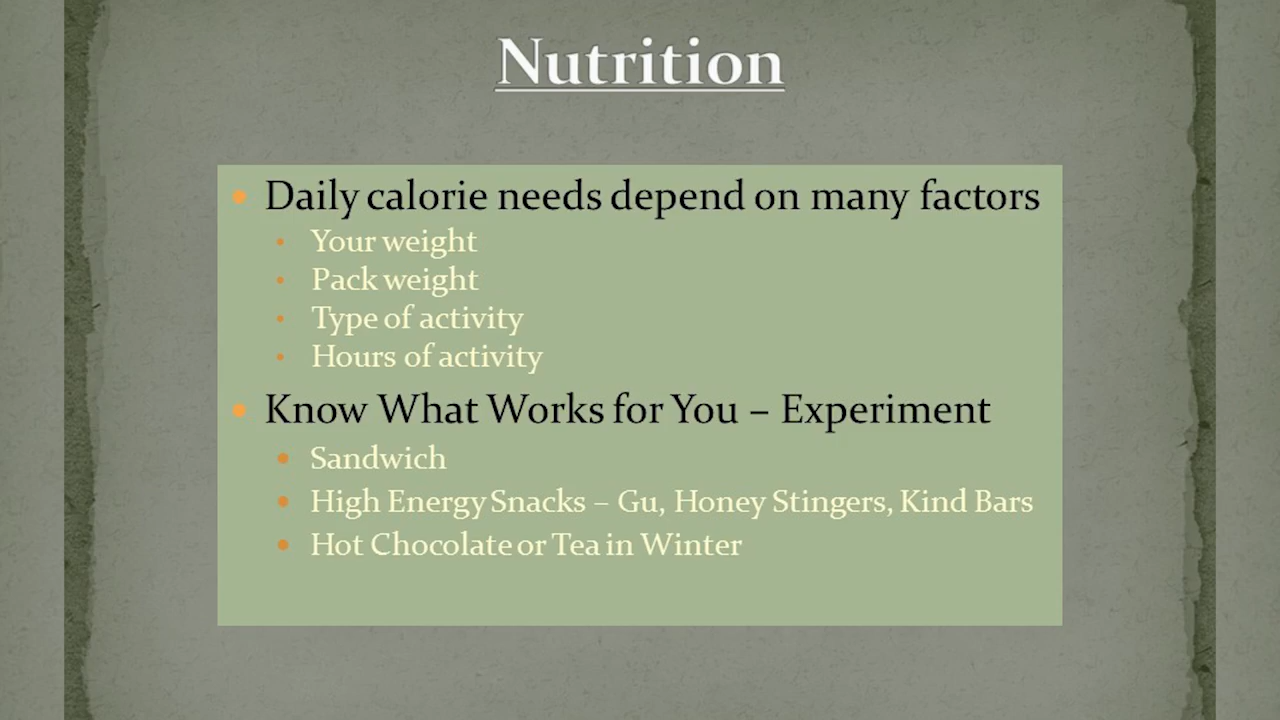 Nutrition
Daily calorie needs depend on many factors
Your weight
Pack weight
Type of activity
Hours of activity
Know What Works for You – Experiment
Sandwich
High Energy Snacks – Gu, Honey Stingers, Kind Bars
Hot Chocolate or Tea in Winter